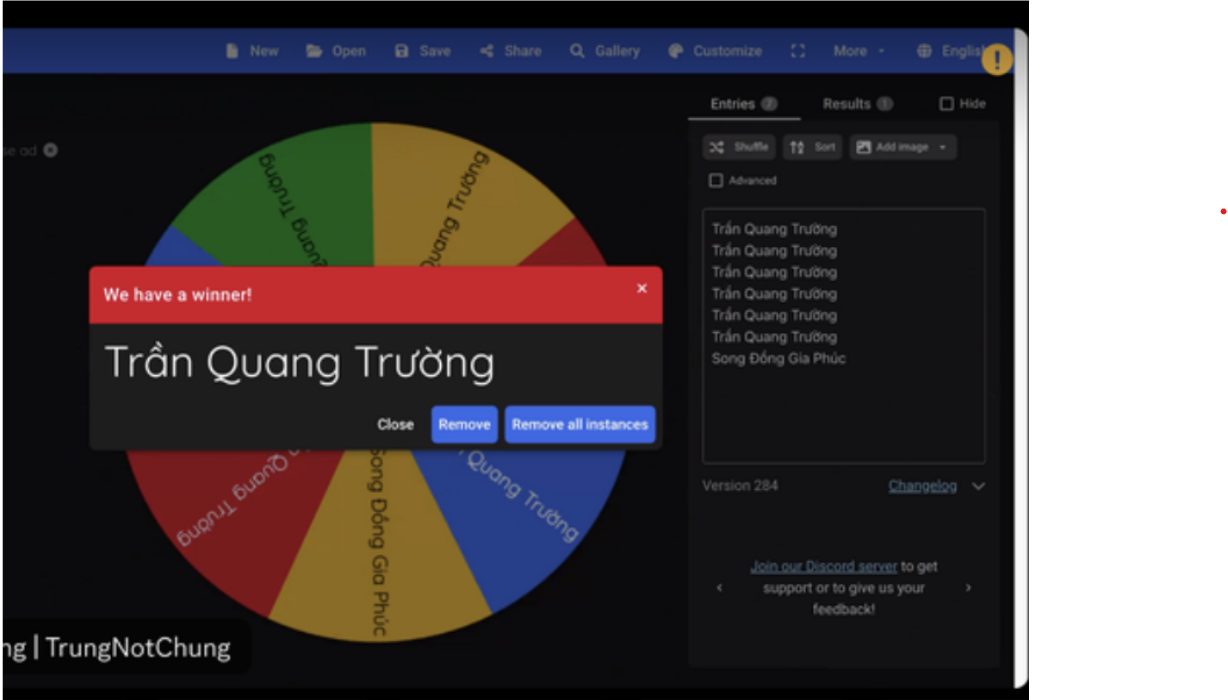 New Open Save Share Gallery Customize More English
Entries 7 Results 1 Hide
se ad
Shuffle Sort Add image
Advanced
Trần Quang Trường
Trần Quang Trường
Trần Quang Trường
Trần Quang Trường
Trần Quang Trường
Trần Quang Trường
Song Đồng Gia Phúc
Quang Trường
Quang Trường
We have a winner!
Trần Quang Trường
Close Remove Remove all instances
Quang Trường
Song Đồng Gia Phúc
Quang Trường
Version 284 Changelog
Join our Discord server to get
support or to give us your
feedback!
ng | TrungNotChung